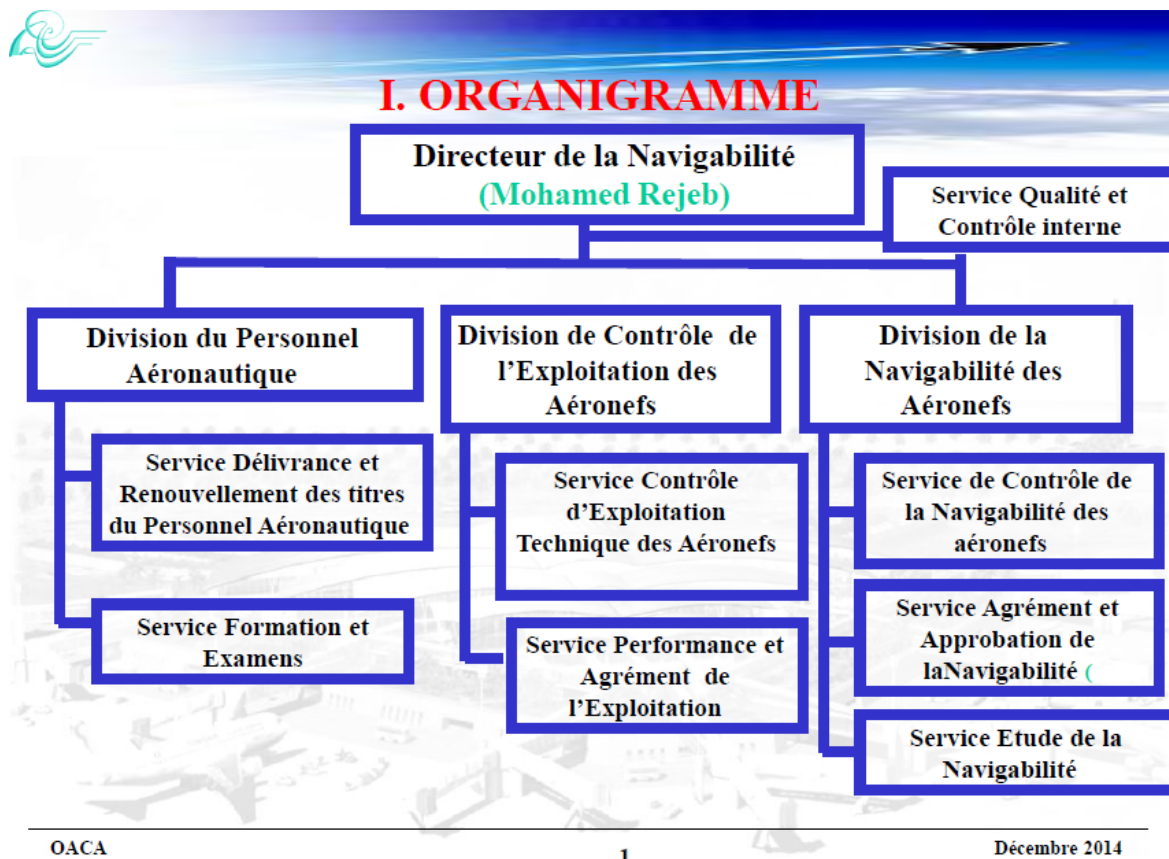 I. ORGANIGRAMME
Directeur de la Navigabilité
(Mohamed Rejeb)
Service Qualité et
Contrôle interne
Division du Personnel
Aéronautique
Service Délivrance et
Renouvellement des titres
du Personnel Aéronautique
Service Formation et
Examens
Division de Contrôle de
l’Exploitation des
Aéronefs
Service Contrôle
d’Exploitation
Technique des Aéronefs
Service Performance et
Agrément de
l’Exploitation
Division de la
Navigabilité des
Aéronefs
Service de Contrôle de
la Navigabilité des
aéronefs
Service Agrément et
Approbation de
laNavigabilité (
Service Etude de la
Navigabilité
OACA
1
Décembre 2014